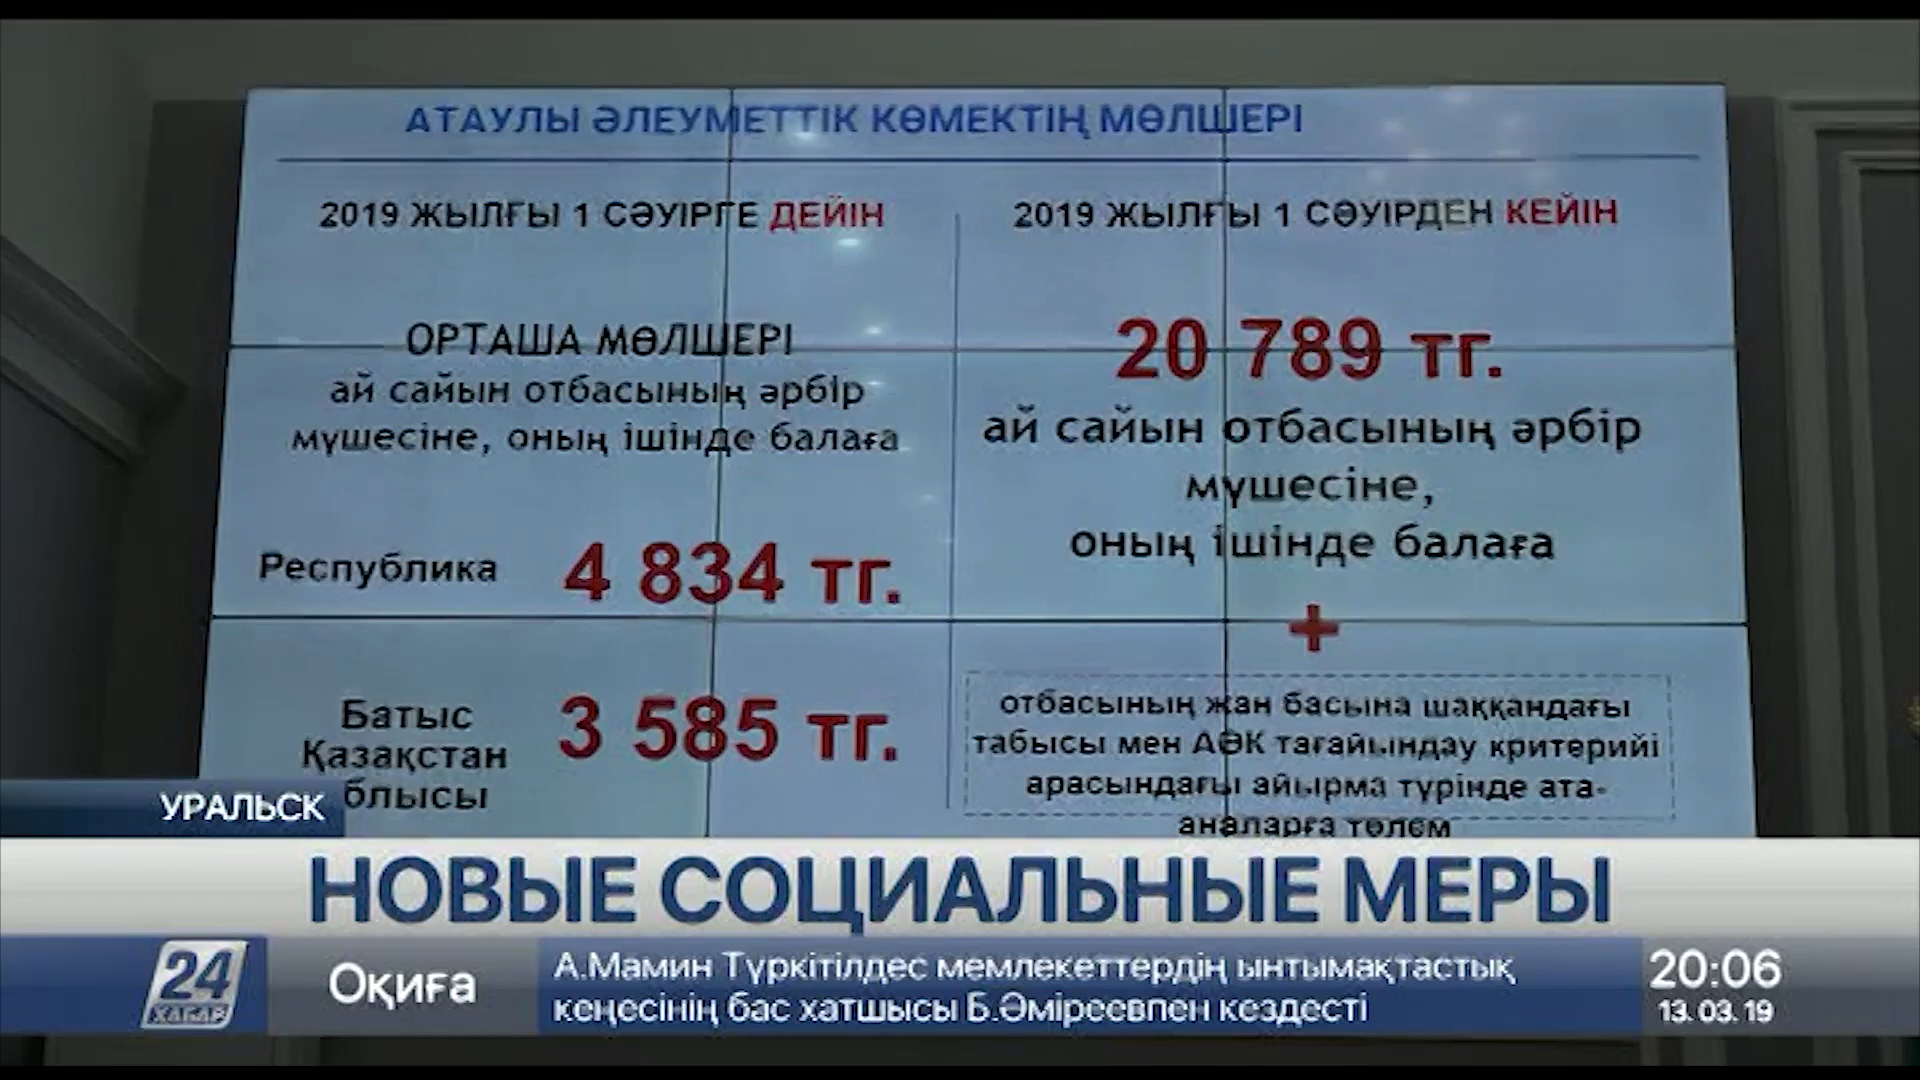 АТАУЛЫ ӘЛЕУМЕТТІК КӨМЕКТІҢ МӨЛШЕРІ
2019 ЖЫЛҒЫ 1 СӘУІРГЕ ДЕЙІН
ОРТАША МӨЛШЕРІ
ай сайын отбасының әрбір
мүшесіне, оның ішінде балаға
Республика 4 834 тг.
Батыс
Қазақстан
блысы
3 585 тг.
2019 ЖЫЛҒЫ 1 СӘУІРДЕН КЕЙІН
20 789 тг.
ай сайын отбасының әрбір
мүшесіне,
оның ішінде балаға
+
отбасының жан басына шаққандағы
табысы мен АӘК тағайындау критерийі
арасындағы айырма түрінде ата-
аналарға төлем
УРАЛЬСК
НОВЫЕ СОЦИАЛЬНЫЕ МЕРЫ
24
ХАБАР
Оқиға
А.Мамин Түркітілдес мемлекеттердің ынтымақтастық
кеңесінің бас хатшысы Б.Әміреевпен кездесті
20:06
13.03.19